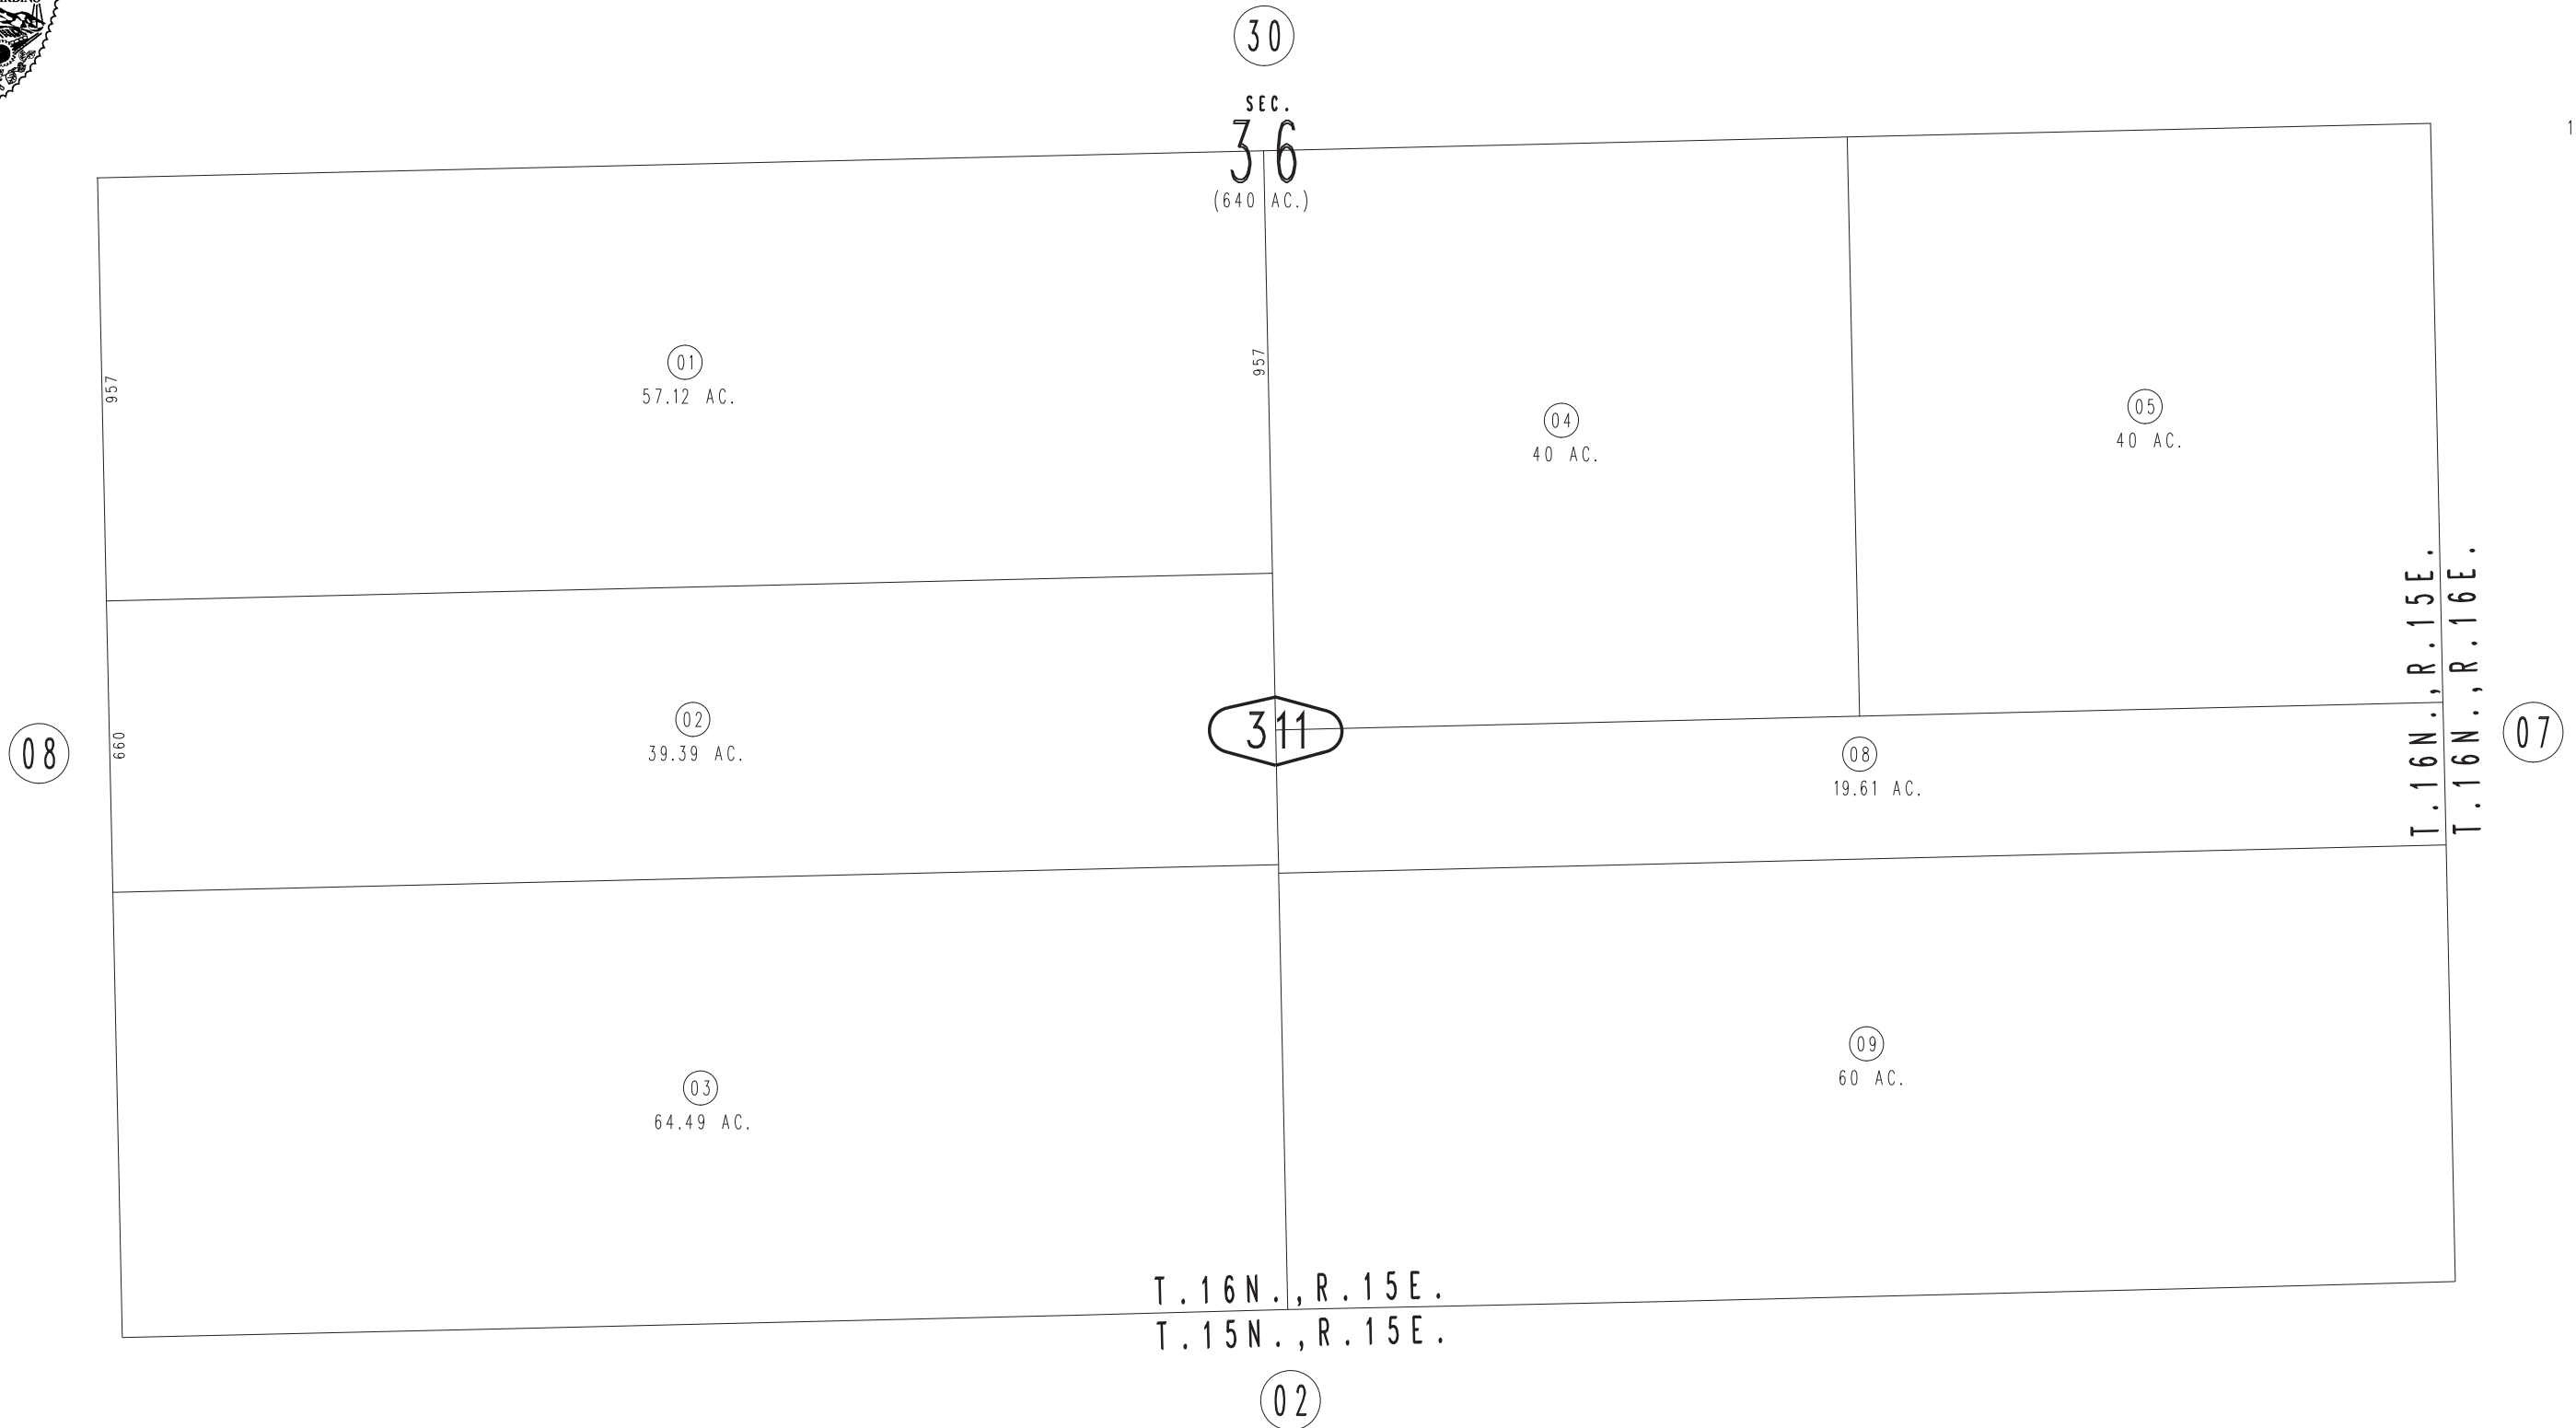 30
SEC.
36
(640 AC.)
1
957
01
57.12 AC.
957
04
40 AC.
05
40 AC.
T.16N.,R.15E.
T.16N.,R.16E.
08
660
02
39.39 AC.
311
08
19.61 AC.
07
03
64.49 AC.
09
60 AC.
T.16N.,R.15E.
T.15N.,R.15E.
02